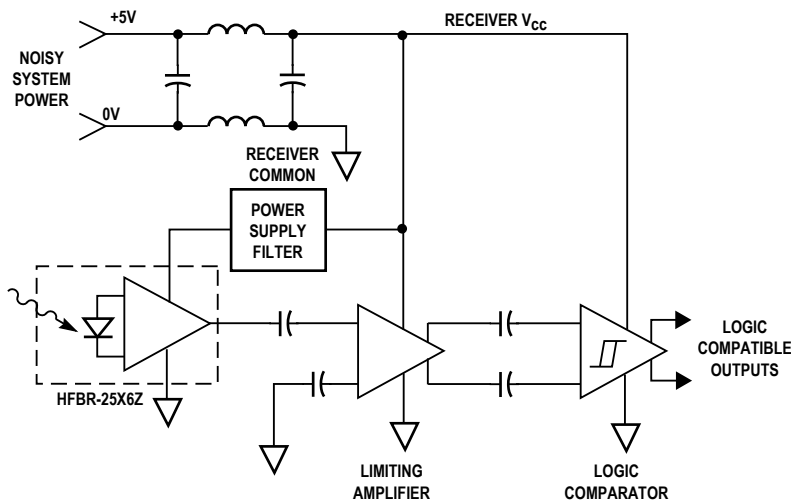 +5V
RECEIVER Vcc
NOISY
SYSTEM
POWER
0V
RECEIVER
COMMON
POWER
SUPPLY
FILTER
LOGIC
COMPATIBLE
OUTPUTS
HFBR-25X6Z
LIMITING
AMPLIFIER
LOGIC
COMPARATOR